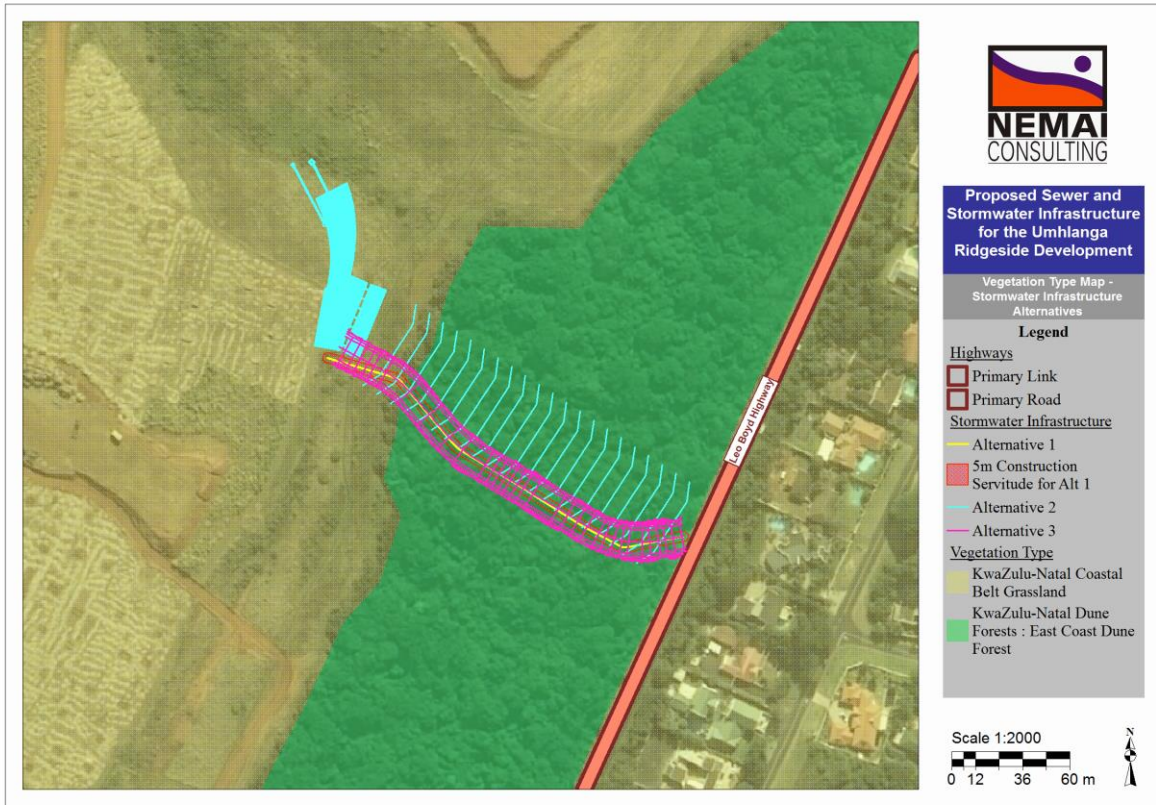 NEMAI
CONSULTING
Proposed Sewer and
Stormwater Infrastructure
for the Umhlanga
Ridgeside Development
Vegetation Type Map -
Stormwater Infrastructure
Alternatives
Legend
Highways
Primary Link
Primary Road
Stormwater Infrastructure
Alternative 1
5m Construction
Servitude for Alt 1
Alternative 2
Alternative 3
Vegetation Type
KwaZulu-Natal Coastal
Belt Grassland
KwaZulu-Natal Dune
Forests : East Coast Dune
Forest
Leo Boyd Highway
Scale 1:2000
0 12 36 60 m
N